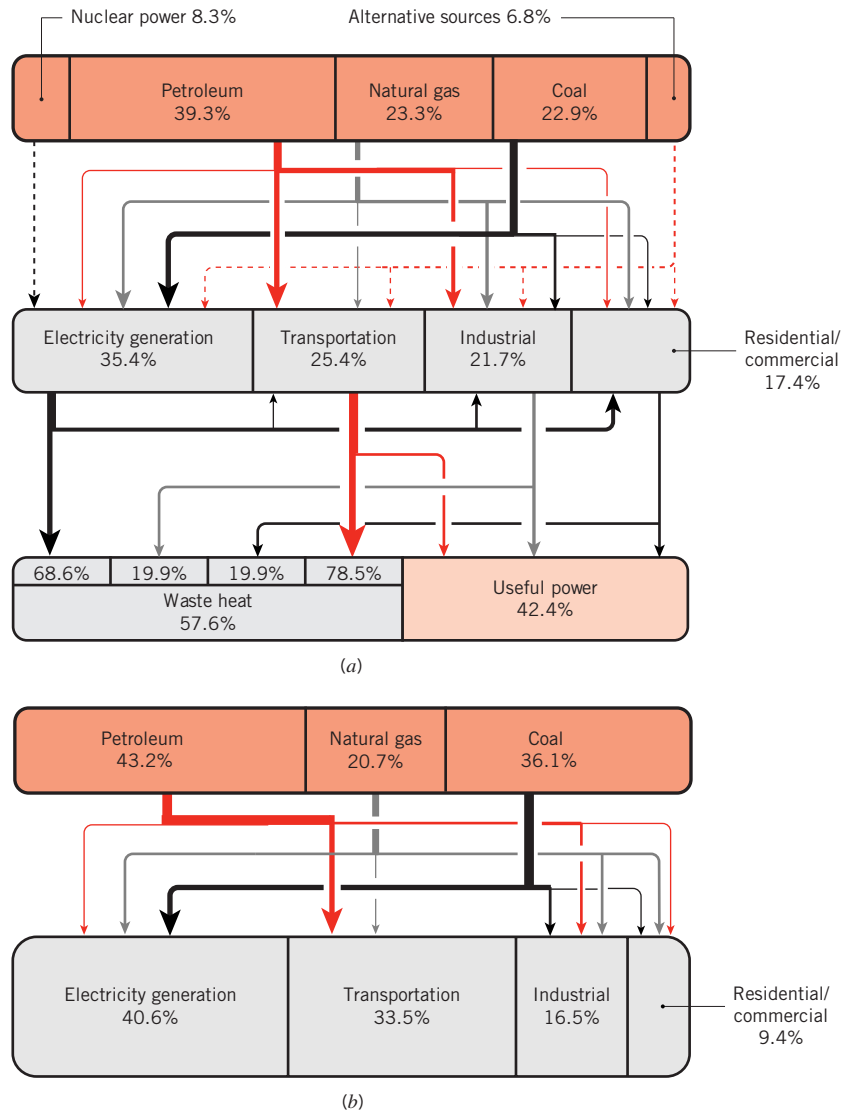 Nuclear power 8.3%
Alternative sources 6.8%
Petroleum
39.3%
Natural gas
23.3%
Coal
22.9%
Electricity generation
35.4%
Transportation
25.4%
Industrial
21.7%
Residential/
commercial
17.4%
68.6%
19.9%
19.9%
78.5%
Waste heat
57.6%
Useful power
42.4%
(a)
Petroleum
43.2%
Natural gas
20.7%
Coal
36.1%
Electricity generation
40.6%
Transportation
33.5%
Industrial
16.5%
Residential/
commercial
9.4%
(b)